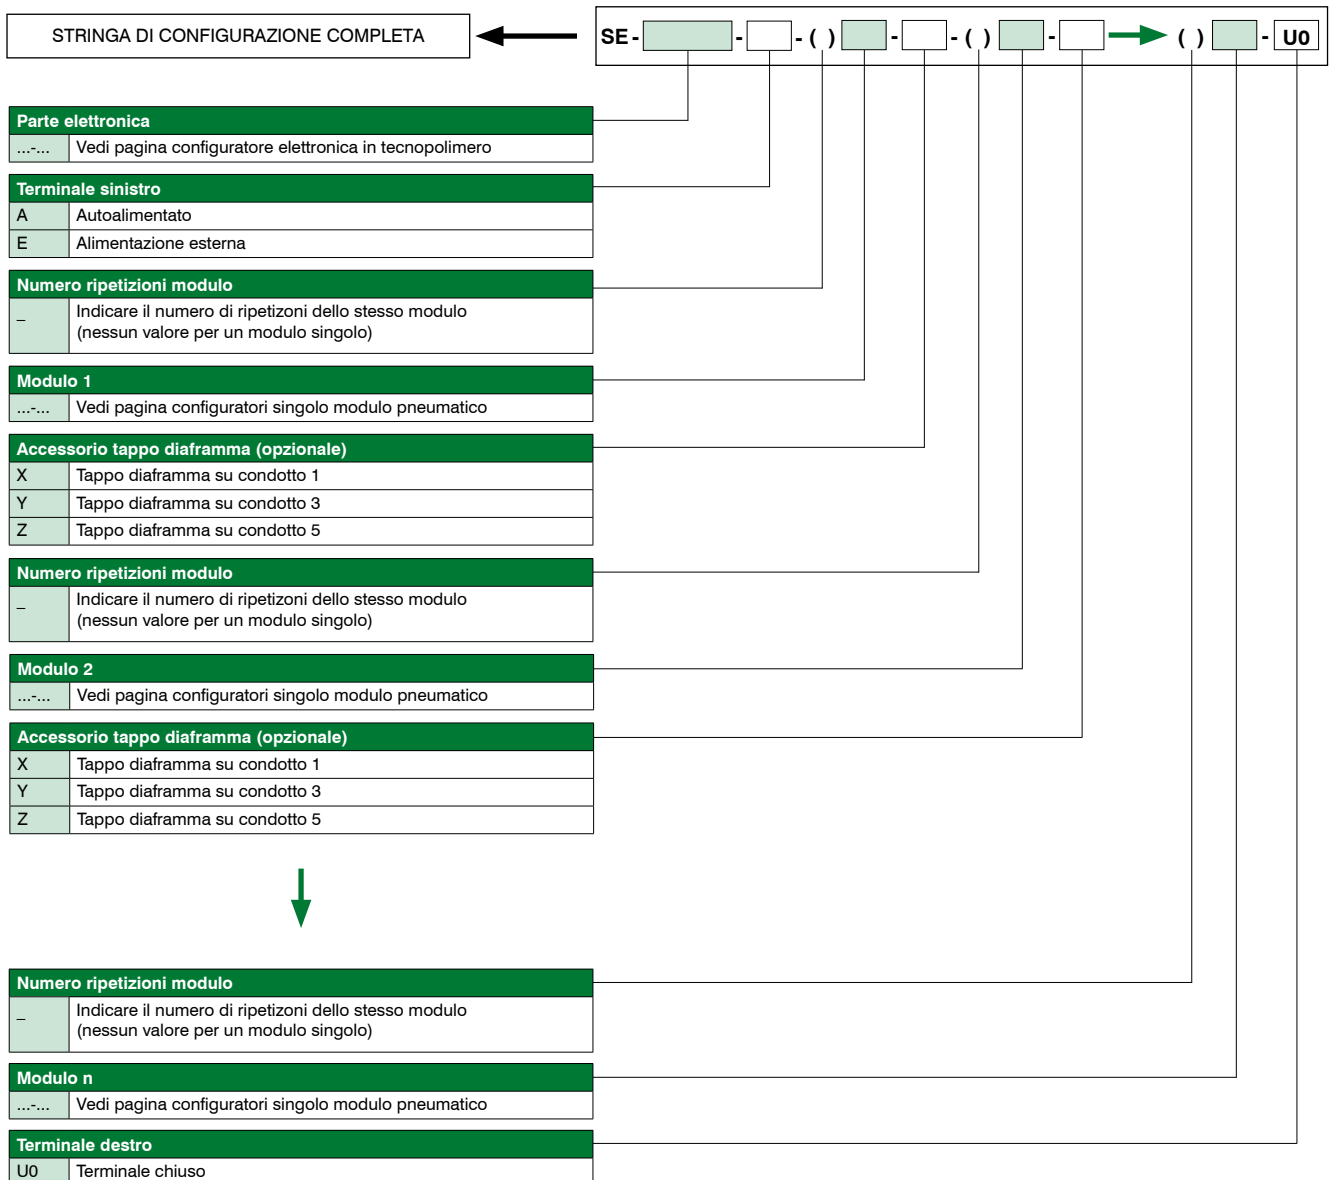 STRINGA DI CONFIGURAZIONE COMPLETA
SE - - - ( ) - - ( ) - ( ) - U0
Parte elettronica
...-... Vedi pagina configuratore elettronica in tecnopolimero
Terminale sinistro
A Autoalimentato
E Alimentazione esterna
Numero ripetizioni modulo
_ Indicare il numero di ripetizoni dello stesso modulo
(nessun valore per un modulo singolo)
Modulo 1
...-... Vedi pagina configuratori singolo modulo pneumatico
Accessorio tappo diaframma (opzionale)
X Tappo diaframma su condotto 1
Y Tappo diaframma su condotto 3
Z Tappo diaframma su condotto 5
Numero ripetizioni modulo
_ Indicare il numero di ripetizoni dello stesso modulo
(nessun valore per un modulo singolo)
Modulo 2
...-... Vedi pagina configuratori singolo modulo pneumatico
Accessorio tappo diaframma (opzionale)
X Tappo diaframma su condotto 1
Y Tappo diaframma su condotto 3
Z Tappo diaframma su condotto 5
Numero ripetizioni modulo
_ Indicare il numero di ripetizoni dello stesso modulo
(nessun valore per un modulo singolo)
Modulo n
...-... Vedi pagina configuratori singolo modulo pneumatico
Terminale destro
U0 Terminale chiuso